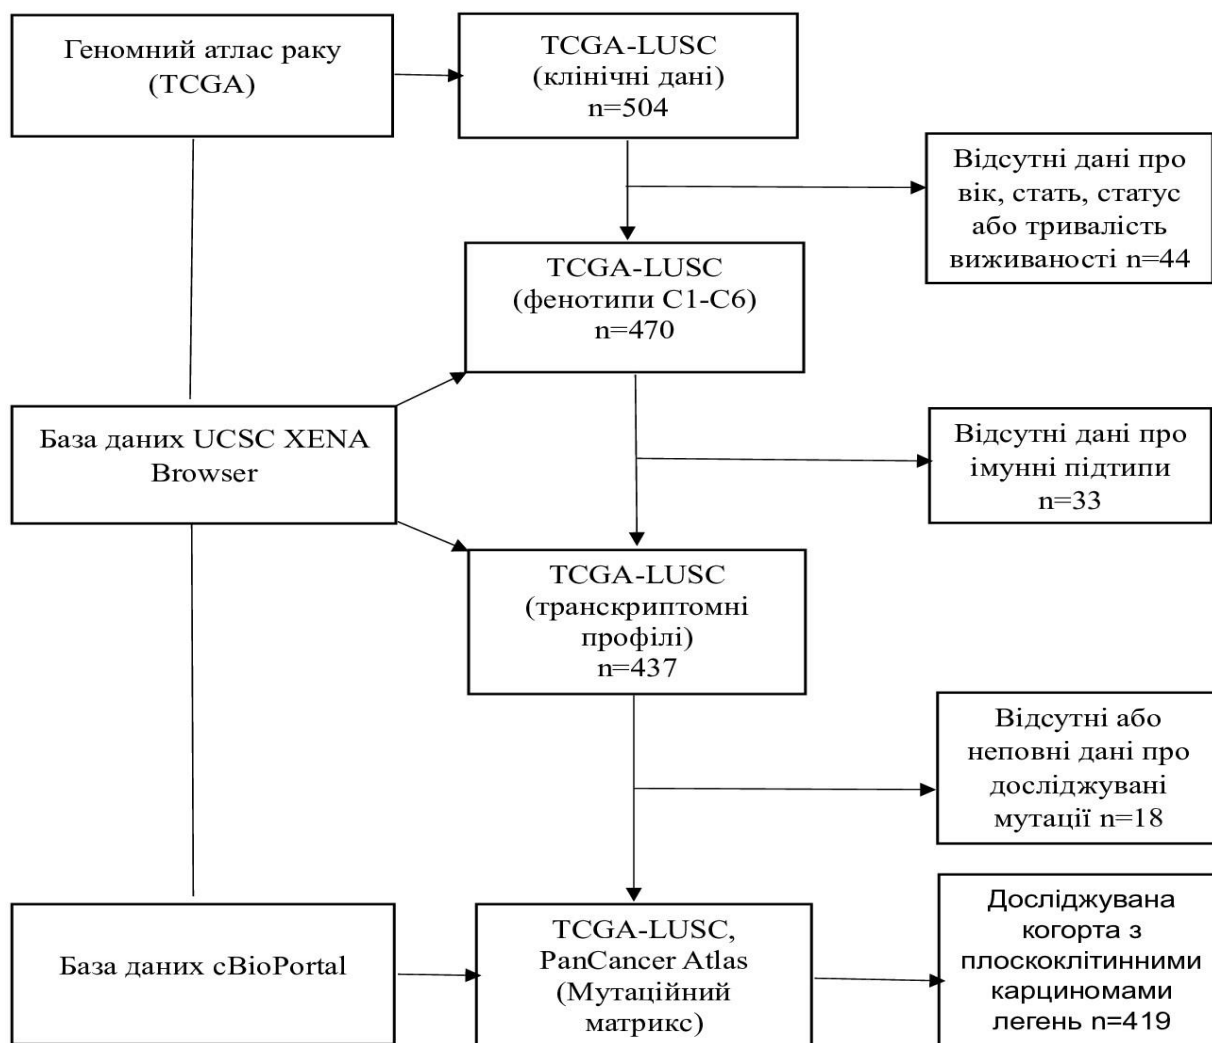 Геномний атлас раку
(TCGA)
TCGA-LUSC
(клінічні дані)
n=504
Відсутні дані про
вік, стать, статус
або тривалість
виживаності n=44
TCGA-LUSC
(фенотипи C1-C6)
n=470
База даних UCSC XENA
Browser
Відсутні дані про
імунні підтипи
n=33
TCGA-LUSC
(транскриптомні
профілі)
n=437
Відсутні або
неповні дані про
досліджувані
мутації n=18
База даних cBioPortal
TCGA-LUSC,
PanCancer Atlas
(Мутаційний
матрикс)
Досліджувана
когорта з
плоскоклітинними
карциномами
легень n=419